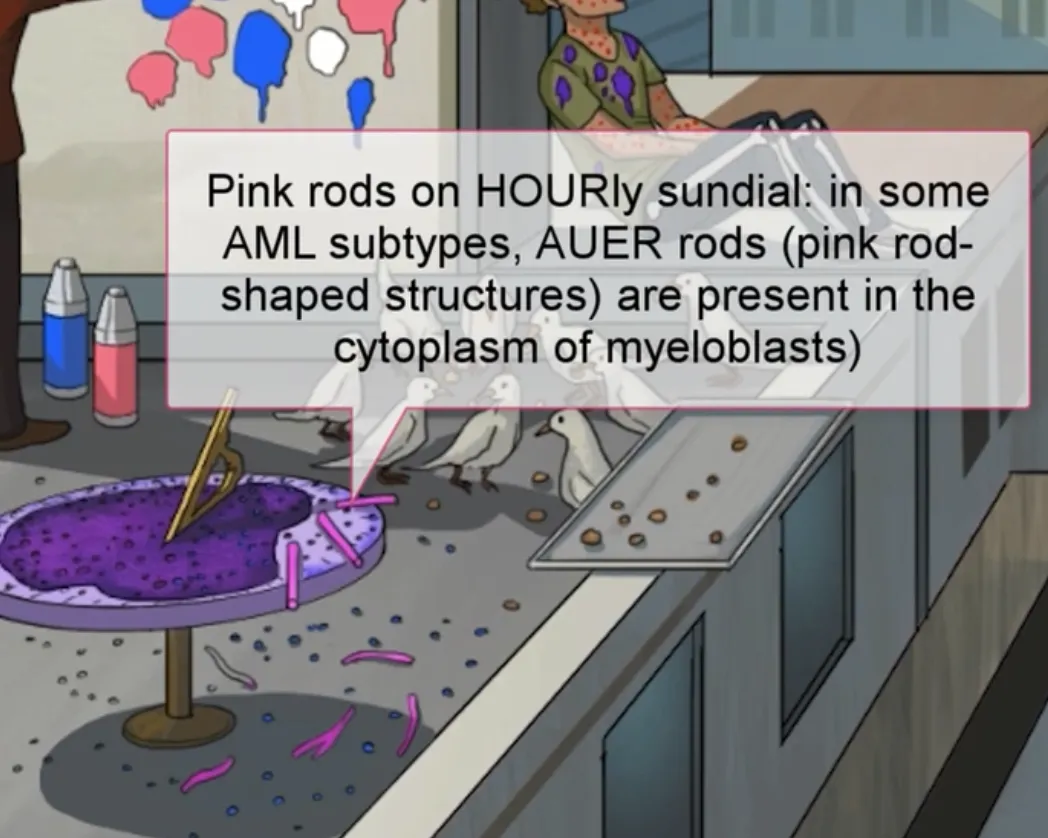 Pink rods on HOURly sundial: in some
AML subtypes, AUER rods (pink rod-
shaped structures) are present in the
cytoplasm of myeloblasts)